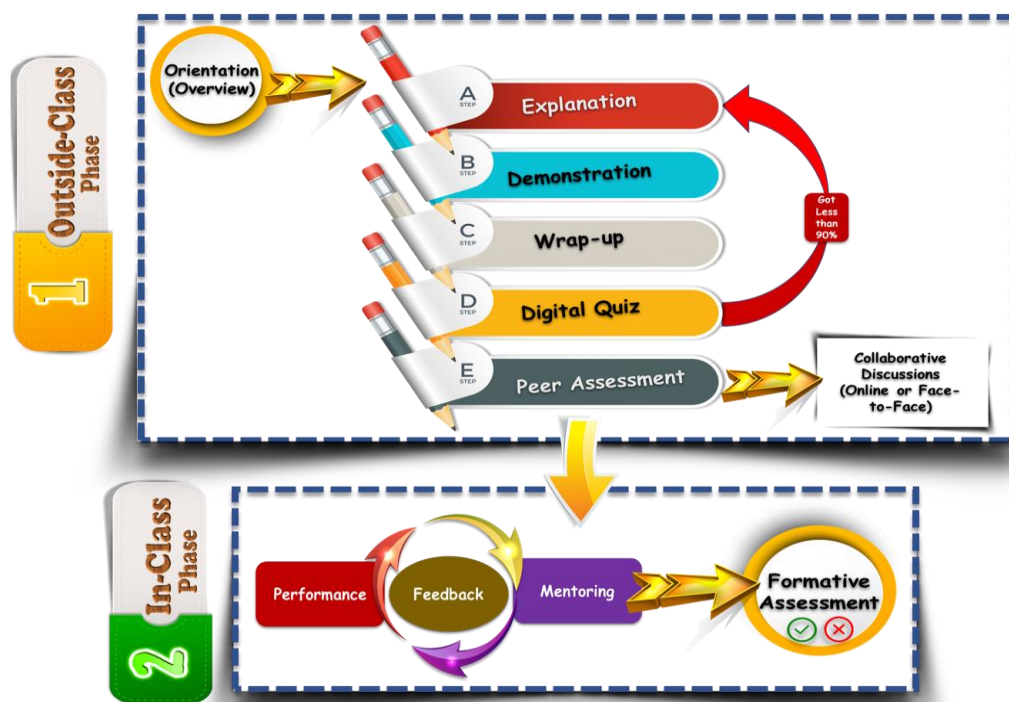 1
Outside-Class
Phase
Orientation
(Overview)
A
STEP
Explanation
B
STEP
Demonstration
C
STEP
Wrap-up
D
STEP
Digital Quiz
E
STEP
Peer Assessment
Got
Less
than
90%
Collaborative
Discussions
(Online or Face-
to-Face)
2
In-Class
Phase
Performance
Feedback
Mentoring
Formative
Assessment